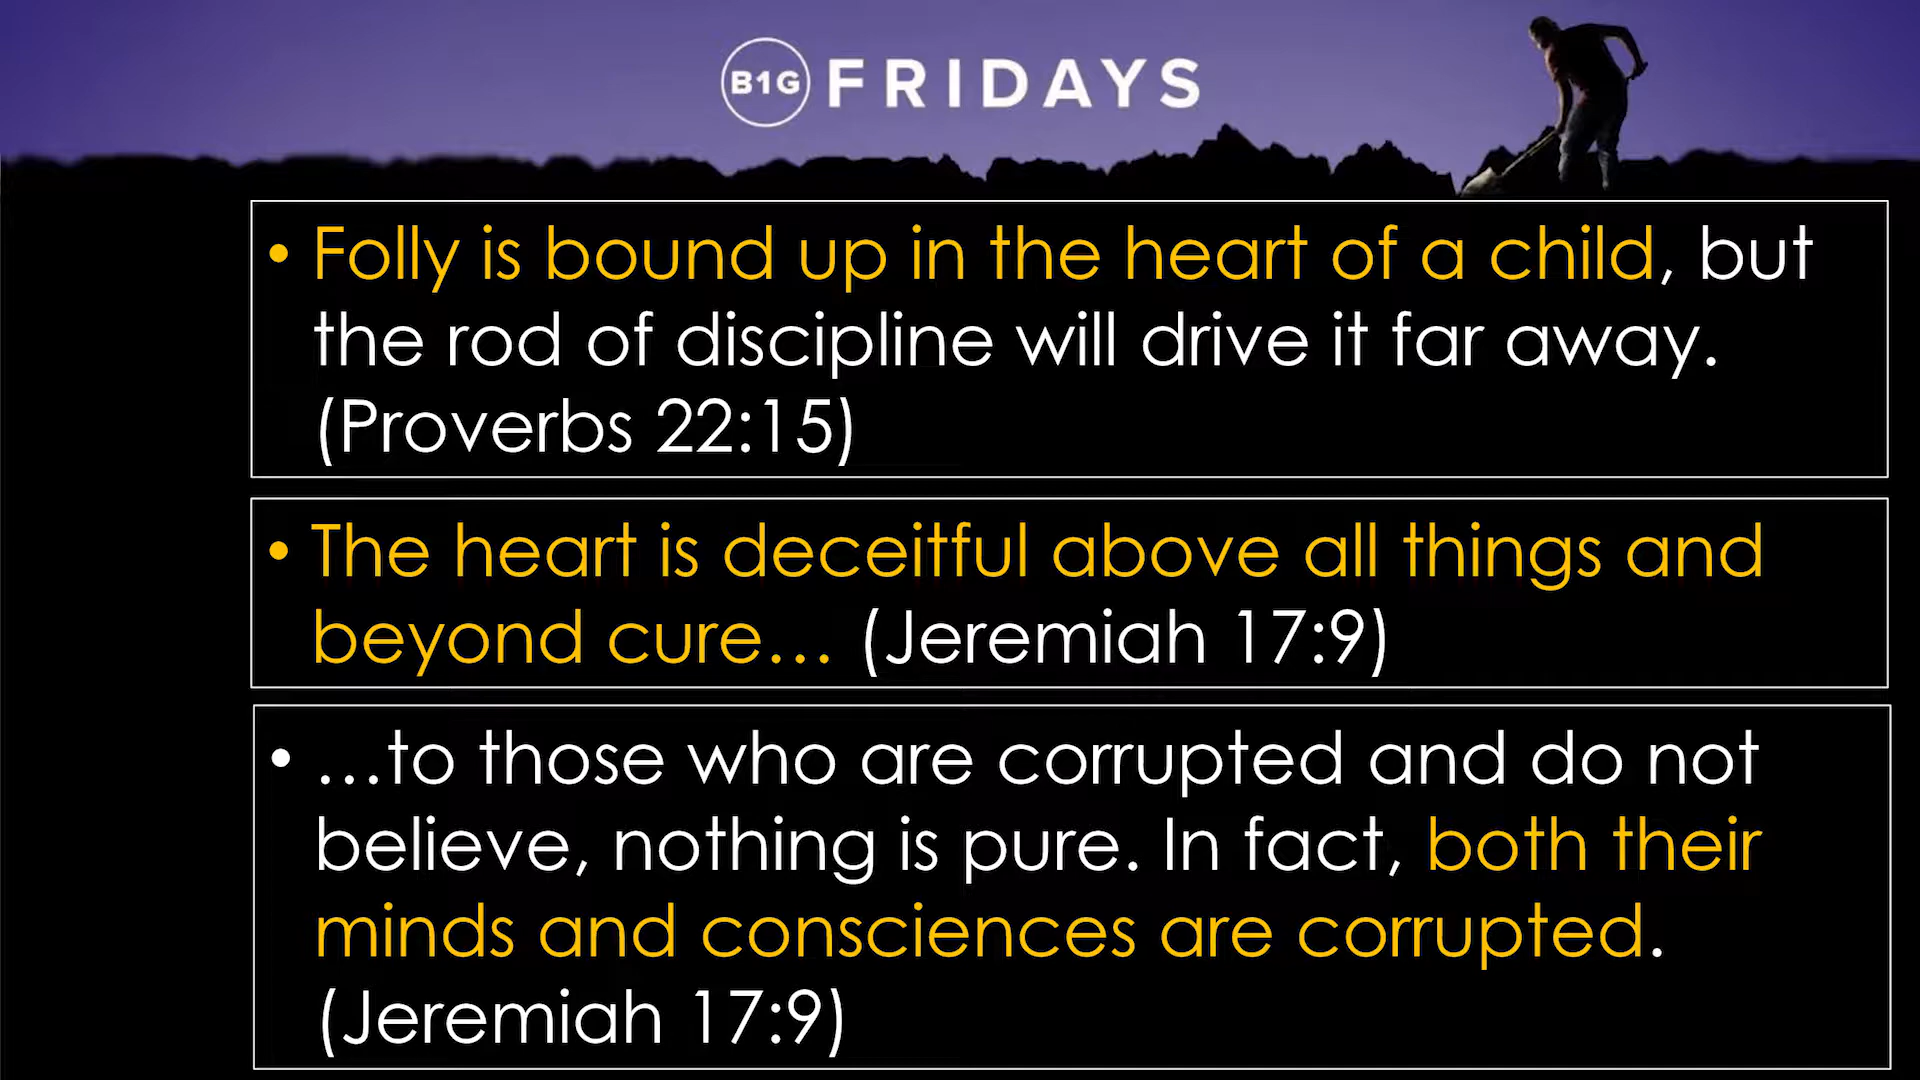 B1G FRIDAYS
• Folly is bound up in the heart of a child, but
the rod of discipline will drive it far away.
(Proverbs 22:15)
• The heart is deceitful above all things and
beyond cure... (Jeremiah 17:9)
• ...to those who are corrupted and do not
believe, nothing is pure. In fact, both their
minds and consciences are corrupted.
(Jeremiah 17:9)